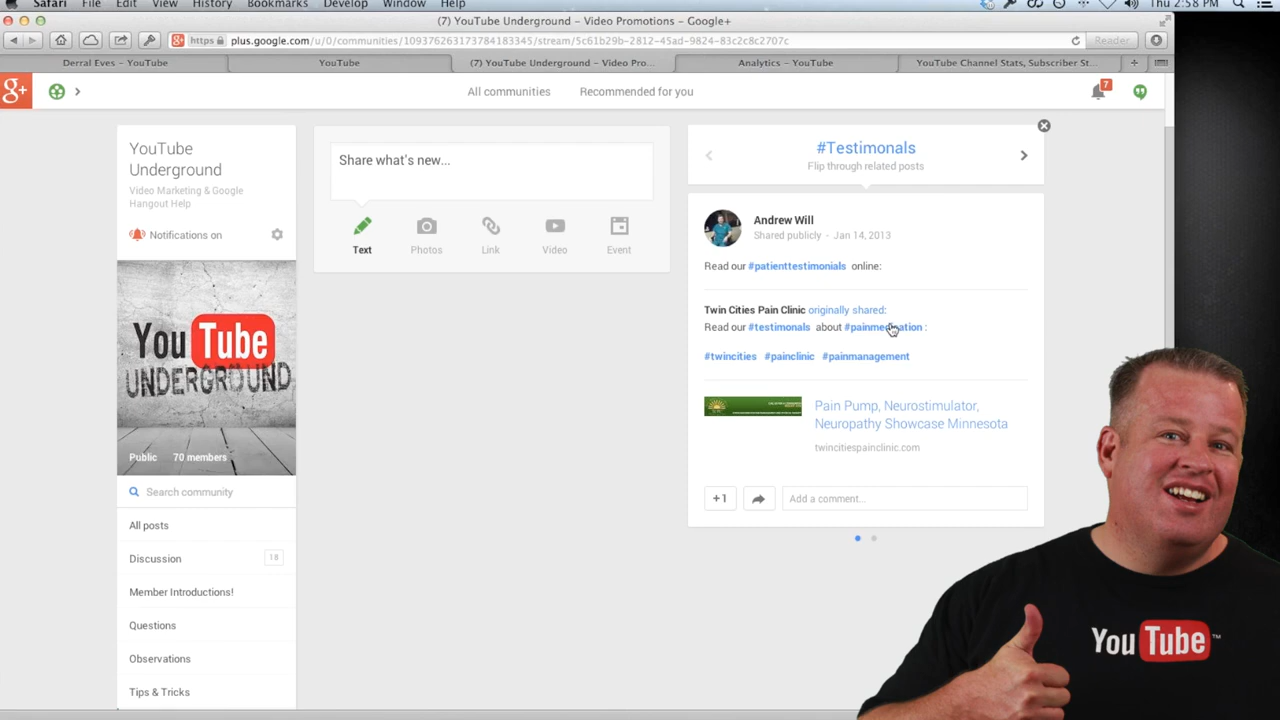 Safari File Edit View History Bookmarks Develop Window Help
Thu 2:58 PM
(7) YouTube Underground – Video Promotions – Google+
https plus.google.com/u/0/communities/109376263173784183345/stream/5c61b29b-2812-45ad-9824-83c2c8c2707c
Reader
Derral Eves – YouTube
YouTube
(7) YouTube Underground – Video Pro...
Analytics – YouTube
YouTube Channel Stats, Subscriber St...
g+
All communities
Recommended for you
7
YouTube
Underground
Video Marketing & Google
Hangout Help
Notifications on
You Tube
UNDERGROUND
Public 70 members
Search community
All posts
Discussion 18
Member Introductions!
Questions
Observations
Tips & Tricks
Share what's new...
Text
Photos
Link
Video
Event
#Testimonals
Flip through related posts
Andrew Will
Shared publicly - Jan 14, 2013
Read our #patienttestimonials online:
Twin Cities Pain Clinic originally shared:
Read our #testimonals about :
#twincities #painclinic #painmanagement
Pain Pump, Neurostimulator,
Neuropathy Showcase Minnesota
twincitiespainclinic.com
+1
Add a comment...
You Tube ™